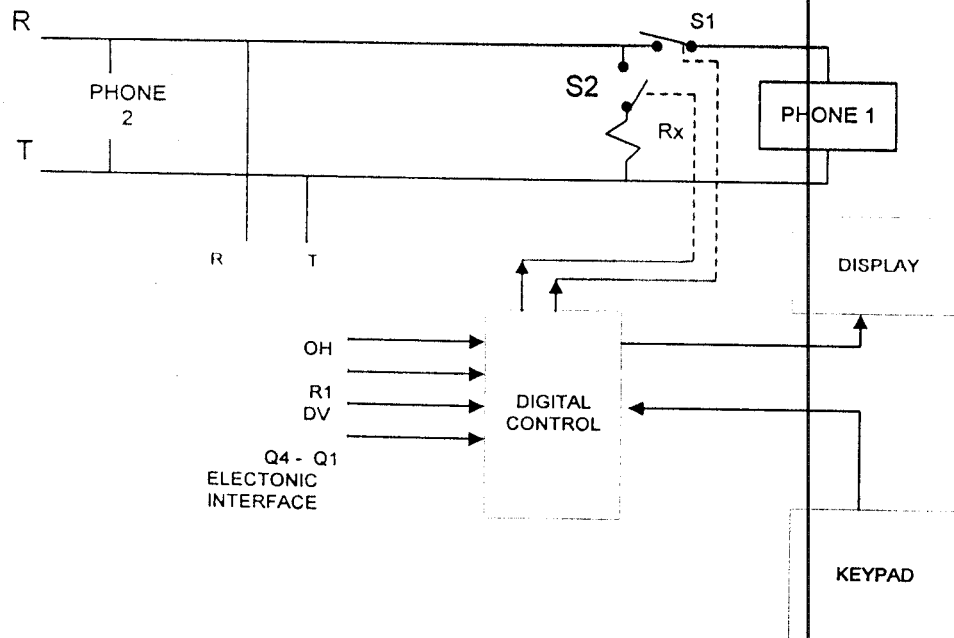 R
S1
PHONE
2
S2
PHONE 1
Rx
T
R
T
DISPLAY
OH
R1
DV
DIGITAL
CONTROL
Q4 - Q1
ELECTONIC
INTERFACE
KEYPAD